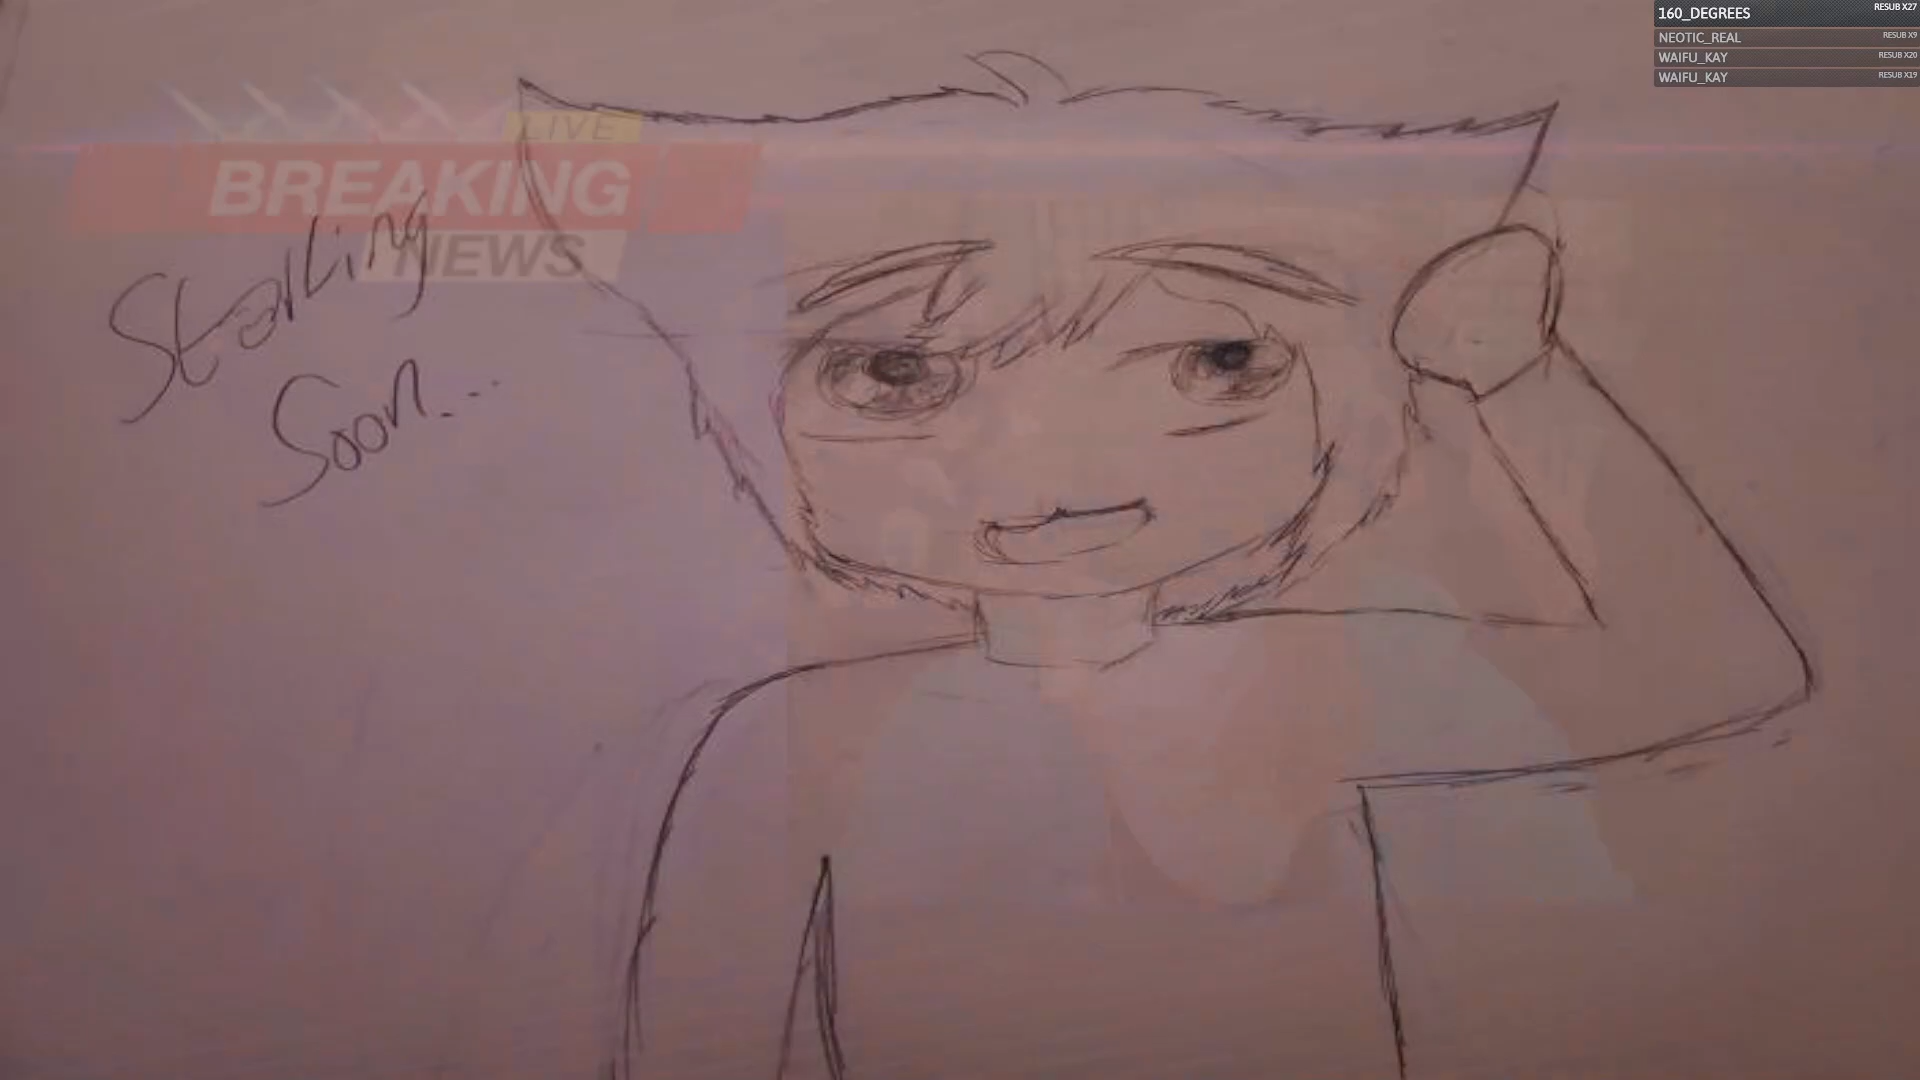 160_DEGREES RESUB X27
NEOTIC_REAL RESUB X9
WAIFU_KAY RESUB X20
WAIFU_KAY RESUB X19
LIVE
BREAKING
NEWS
Starting
Soon...